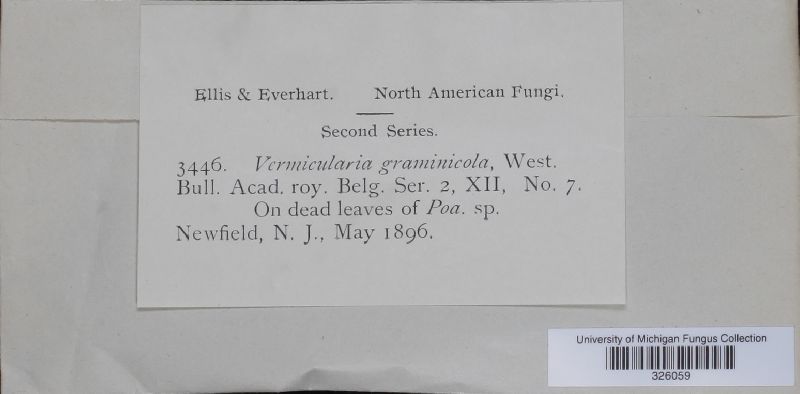 Ellis & Everhart. North American Fungi.
Second Series.
3446. Vermicularia graminicola, West.
Bull. Acad. roy. Belg. Ser. 2, XII, No. 7.
On dead leaves of Poa. sp.
Newfield, N. J., May 1896.
University of Michigan Fungus Collection
326059